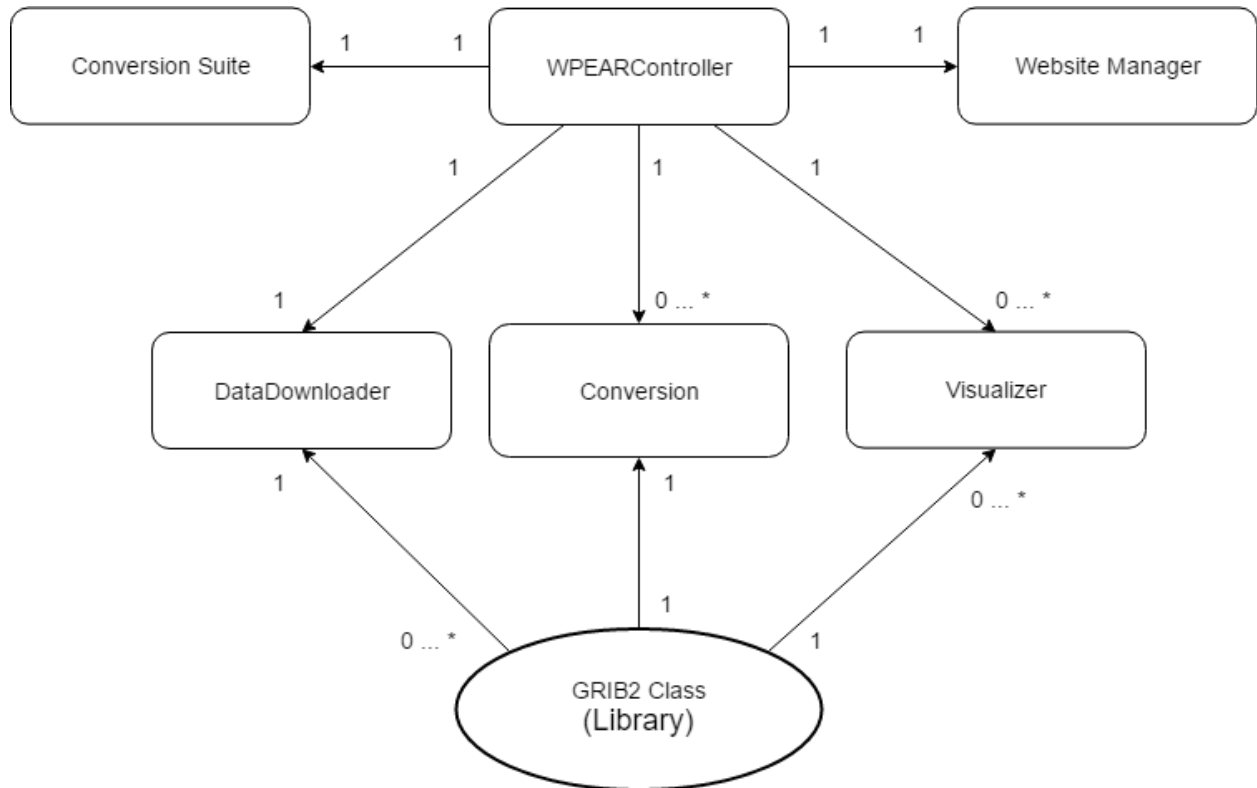 Conversion Suite
1
1
WPEARController
1
1
Website Manager
1
1
1
1
0 ... *
0 ... *
DataDownloader
Conversion
Visualizer
1
1
0 ... *
0 ... *
1
1
GRIB2 Class
(Library)